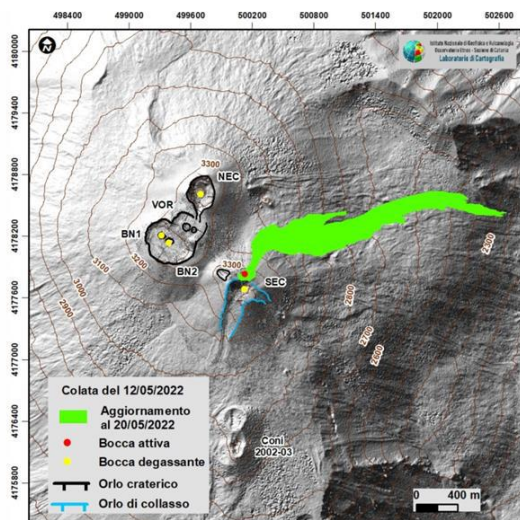 498400 499000 499600 500200 500800 501400 502000 502600
4180000
4179400
4178800
4178200
4177600
4177000
4176400
4175800
Istituto Nazionale di Geofisica e Vulcanologia
Osservatorio Etneo - Sezione di Catania
Laboratorio di Cartografia
3300
NEC
VOR
BN1
BN2
3300
SEC
3200
3100
3000
2900
2800
2700
2600
2500
Coni
2002-03
Colata del 12/05/2022
Aggiornamento
al 20/05/2022
Bocca attiva
Bocca degassante
Orlo craterico
Orlo di collasso
0 400 m